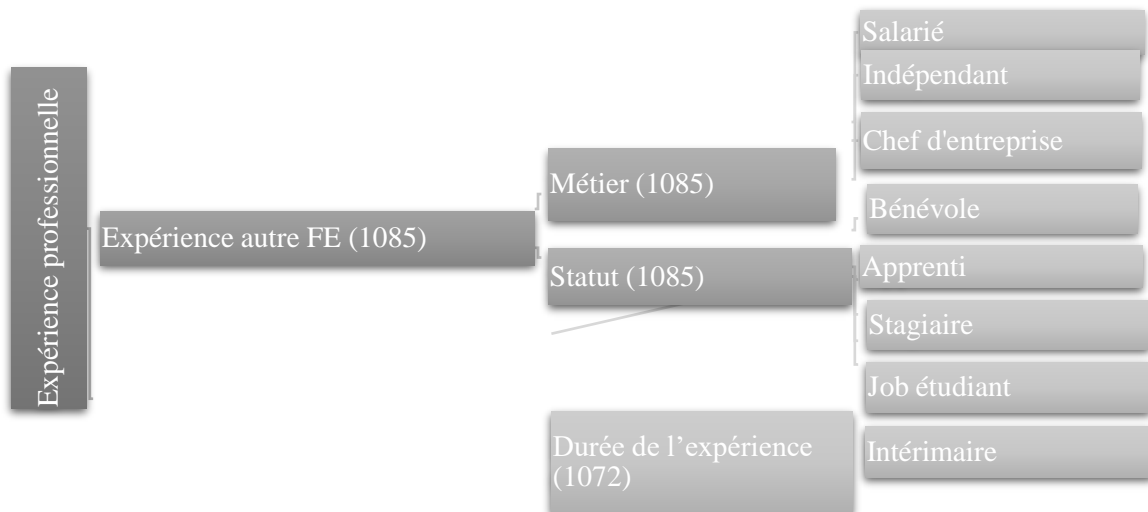 Expérience professionnelle
Expérience autre FE (1085)
Métier (1085)
Statut (1085)
Durée de l’expérience
(1072)
Salarié
Indépendant
Chef d'entreprise
Bénévole
Apprenti
Stagiaire
Job étudiant
Intérimaire